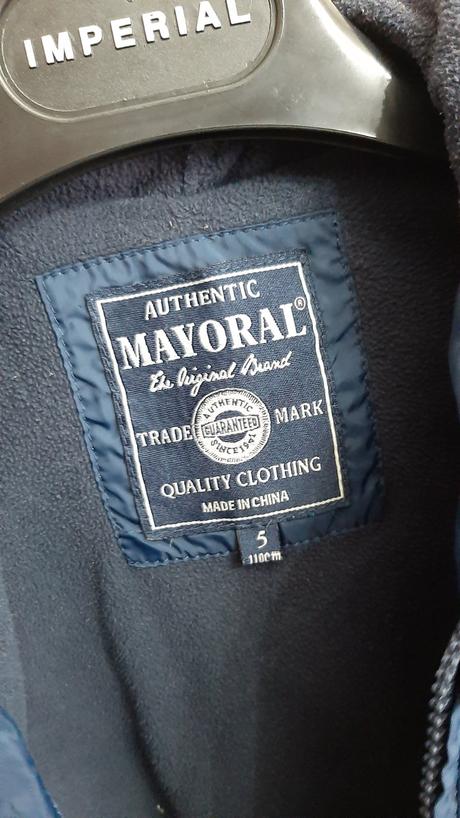 IMPERIAL
AUTHENTIC
MAYORAL®
The Original Brand
TRADE MARK
AUTHENTIC
GUARANTEED
SINCE 1941
QUALITY CLOTHING
MADE IN CHINA
5
110cm